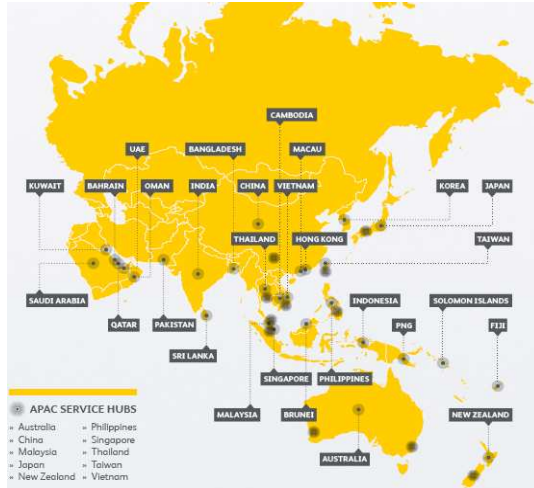 CAMBODIA
UAE
BANGLADESH
MACAU
KUWAIT
BAHRAIN
OMAN
INDIA
CHINA
VIETNAM
KOREA
JAPAN
THAILAND
HONG KONG
TAIWAN
SAUDI ARABIA
QATAR
PAKISTAN
INDONESIA
SOLOMON ISLANDS
PNG
FIJI
SRI LANKA
SINGAPORE
PHILIPPINES
MALAYSIA
BRUNEI
NEW ZEALAND
AUSTRALIA
APAC SERVICE HUBS
» Australia
» China
» Malaysia
» Japan
» New Zealand
» Philippines
» Singapore
» Thailand
» Taiwan
» Vietnam